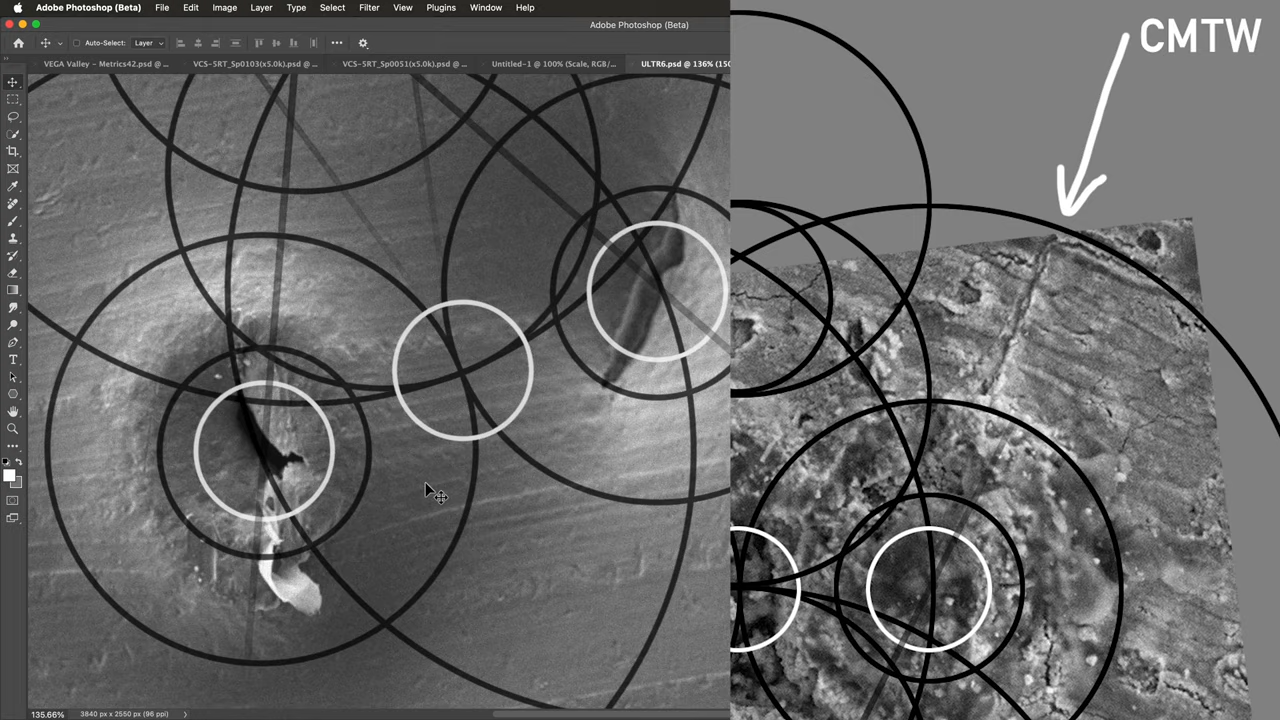 Adobe Photoshop (Beta) File Edit Image Layer Type Select Filter View Plugins Window Help
Adobe Photoshop (Beta)
Auto-Select: Layer
VEGA Valley - Metrics42.psd @ ... VCS-5RT_Sp0103(x5.0k).psd @ ... VCS-5RT_Sp0051(x5.0k).psd @ ... Untitled-1 @ 100% (Scale, RGB/... ULTR6.psd @ 136% (150
CMTW
135.66% 3840 px x 2550 px (96 ppi)